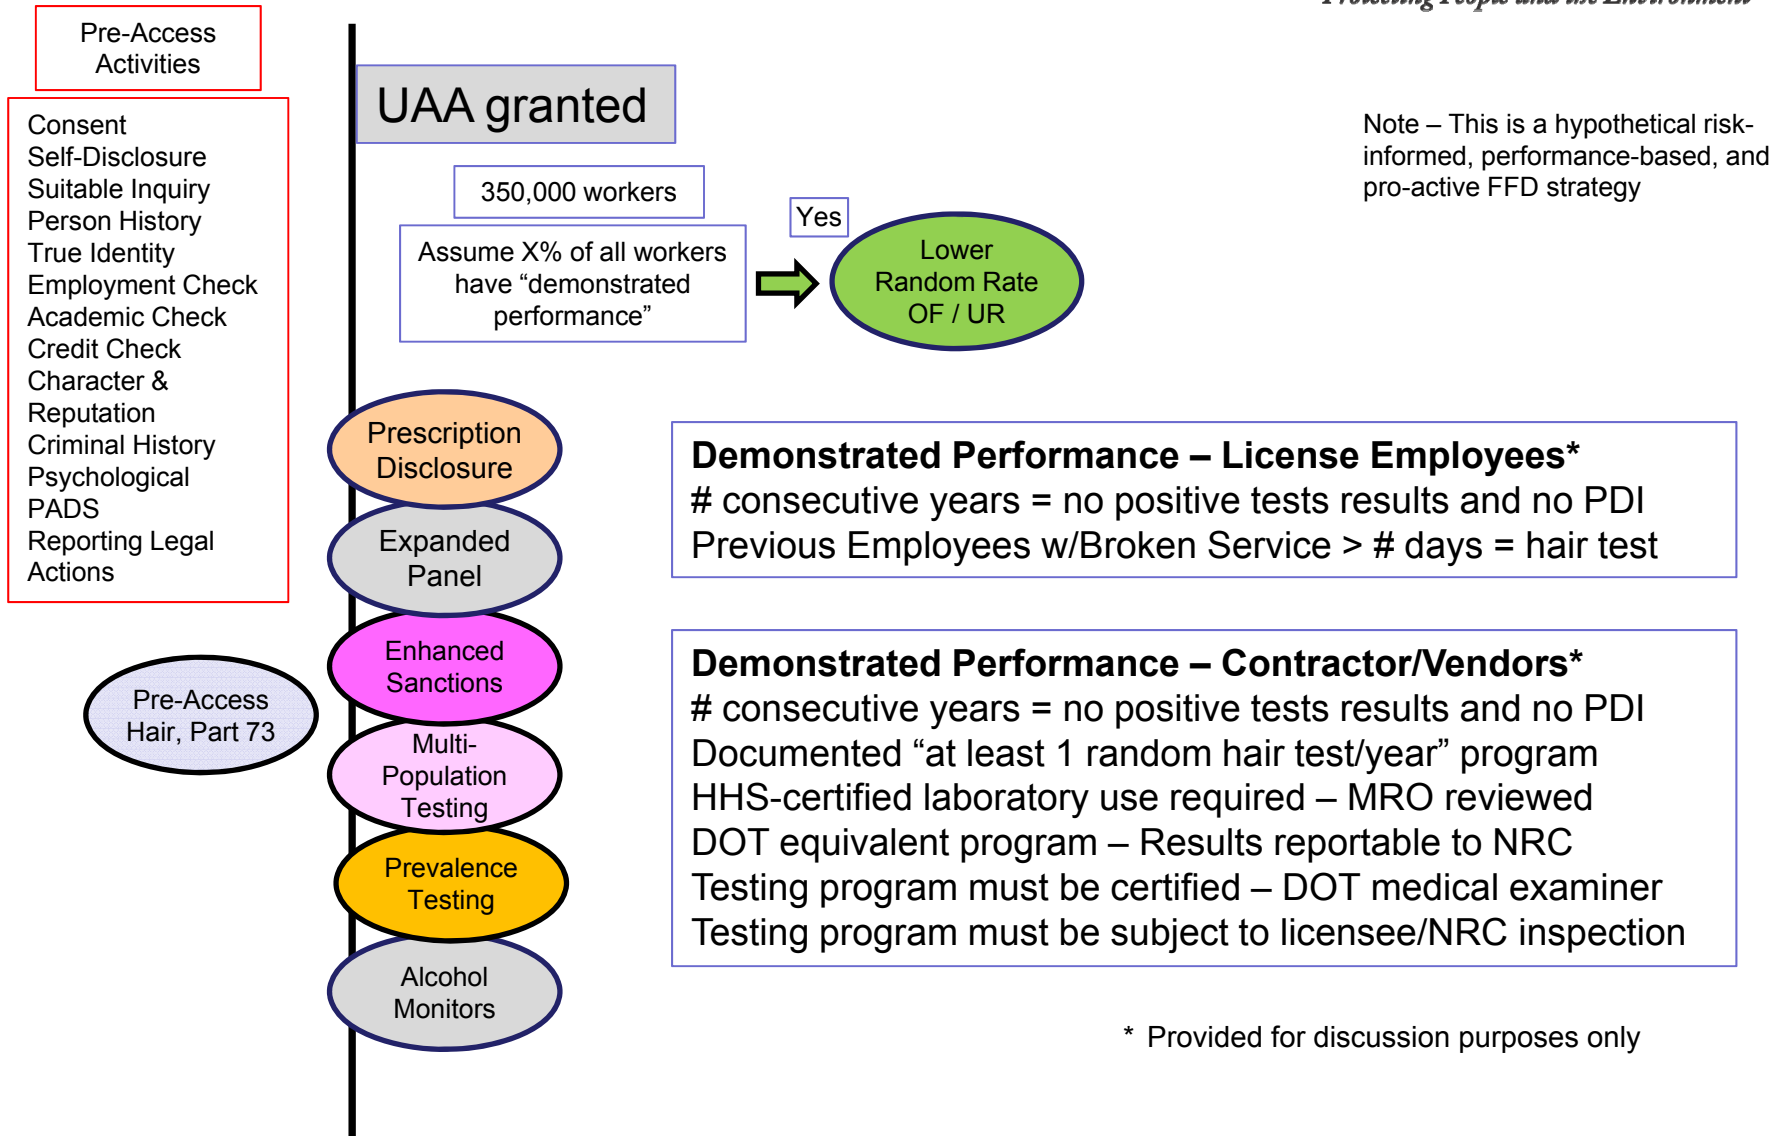 Protecting People and the Environment
Pre-Access
Activities
Consent
Self-Disclosure
Suitable Inquiry
Person History
True Identity
Employment Check
Academic Check
Credit Check
Character &
Reputation
Criminal History
Psychological
PADS
Reporting Legal
Actions
UAA granted
350,000 workers
Assume X% of all workers
have “demonstrated
performance”
Yes
Lower
Random Rate
OF / UR
Note – This is a hypothetical risk-
informed, performance-based, and
pro-active FFD strategy
Prescription
Disclosure
Expanded
Panel
Enhanced
Sanctions
Multi-
Population
Testing
Prevalence
Testing
Alcohol
Monitors
Pre-Access
Hair, Part 73
Demonstrated Performance – License Employees*
# consecutive years = no positive tests results and no PDI
Previous Employees w/Broken Service > # days = hair test
Demonstrated Performance – Contractor/Vendors*
# consecutive years = no positive tests results and no PDI
Documented “at least 1 random hair test/year” program
HHS-certified laboratory use required – MRO reviewed
DOT equivalent program – Results reportable to NRC
Testing program must be certified – DOT medical examiner
Testing program must be subject to licensee/NRC inspection
* Provided for discussion purposes only